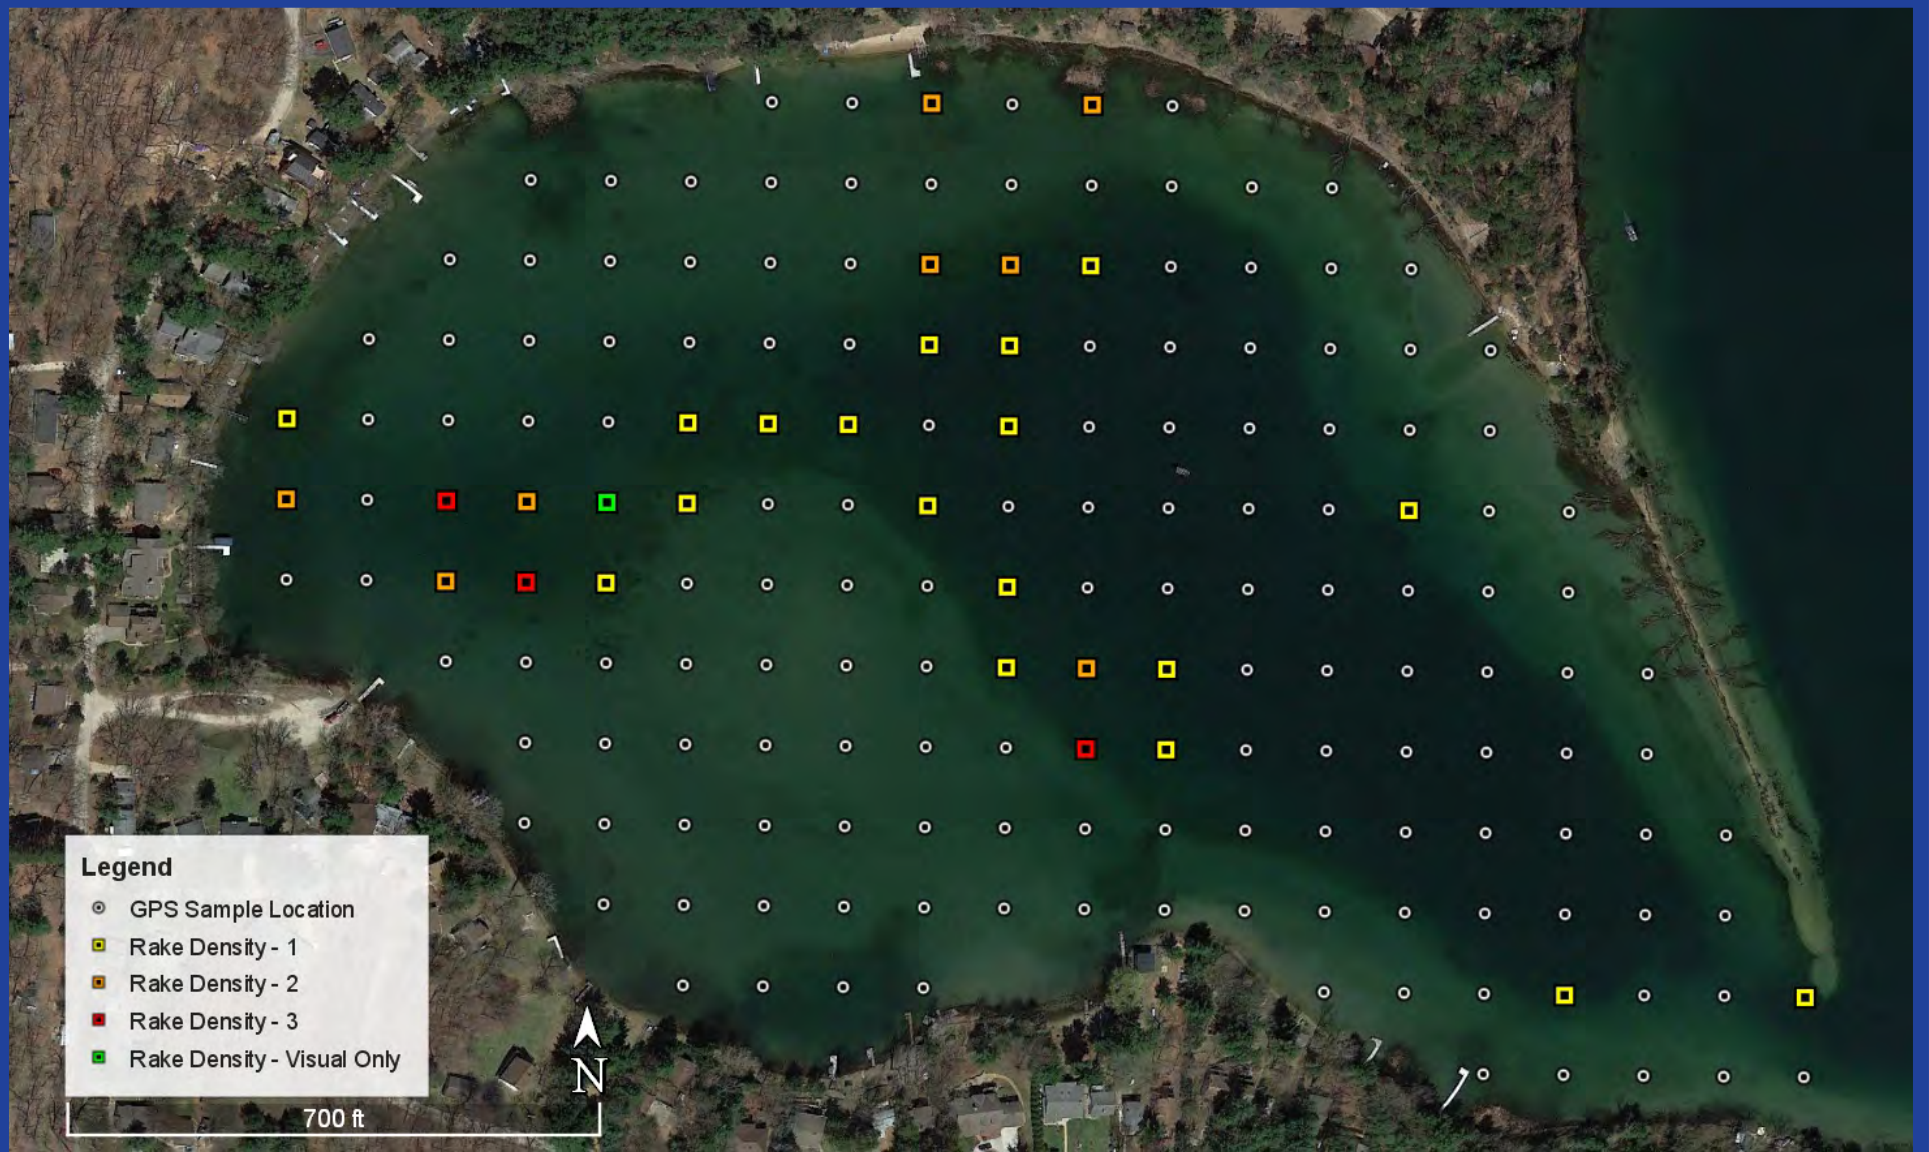 Legend
GPS Sample Location
Rake Density - 1
Rake Density - 2
Rake Density - 3
Rake Density - Visual Only
N
700 ft